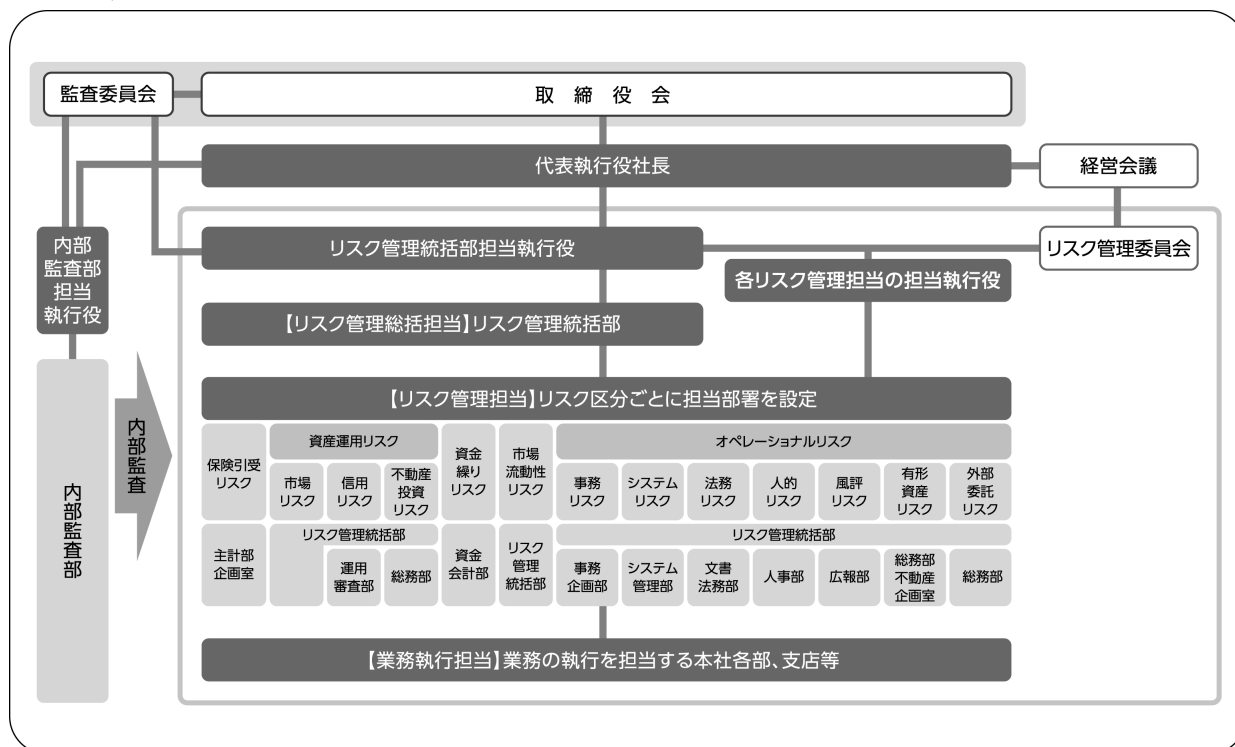 監査委員会
取締役会
代表執行役社長
経営会議
内部
監査部
担当
執行役
リスク管理統括部担当執行役
リスク管理委員会
各リスク管理担当の担当執行役
【リスク管理総括担当】リスク管理統括部
内部監査部
内部監査
【リスク管理担当】リスク区分ごとに担当部署を設定
保険引受
リスク
資産運用リスク
市場
リスク
信用
リスク
不動産
投資
リスク
資金
繰り
リスク
市場
流動性
リスク
オペレーショナルリスク
事務
リスク
システム
リスク
法務
リスク
人的
リスク
風評
リスク
有形
資産
リスク
外部
委託
リスク
主計部
企画室
リスク管理統括部
運用
審査部
総務部
資金
会計部
リスク
管理
統括部
リスク管理統括部
事務
企画部
システム
管理部
文書
法務部
人事部
広報部
総務部
不動産
企画室
総務部
【業務執行担当】業務の執行を担当する本社各部、支店等